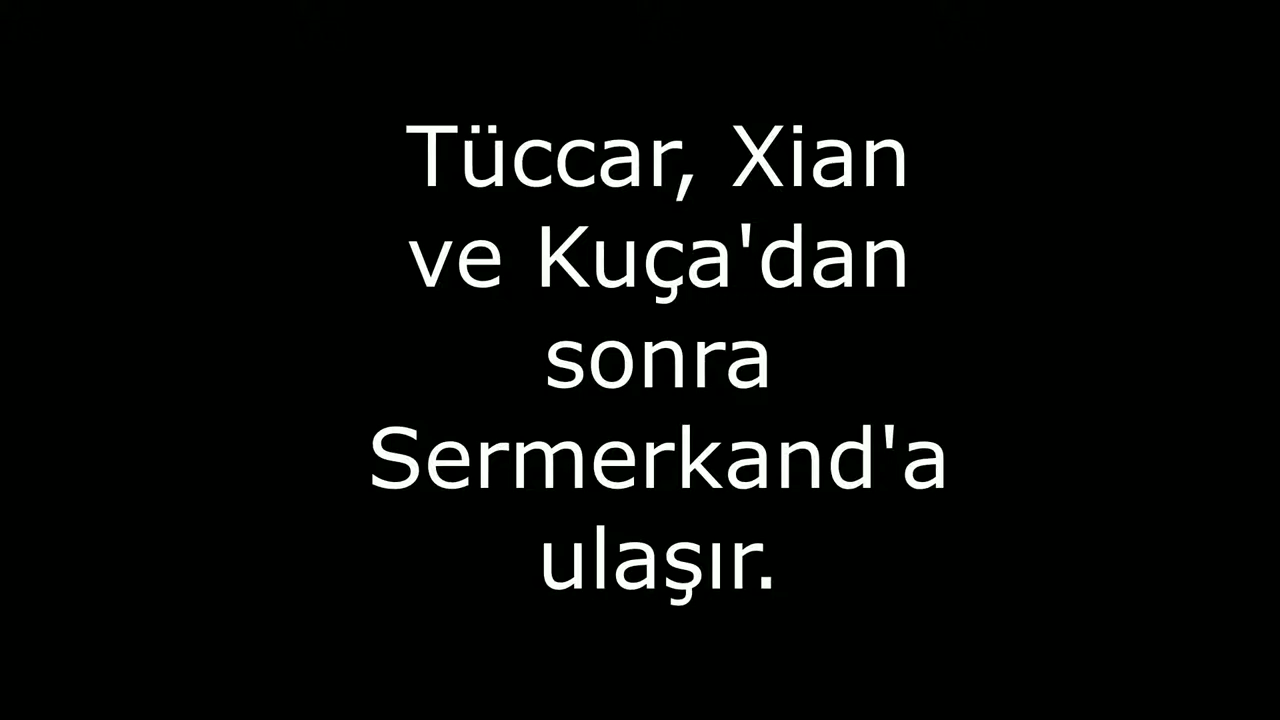 Tüccar, Xian
ve Kuça'dan
sonra
Sermerkand'a
ulaşır.